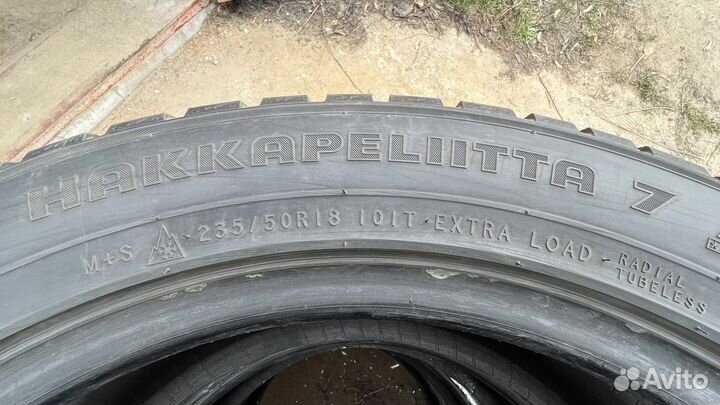 HAKKAPELIITTA 7
M+S 235/50R18 101T · EXTRA LOAD - RADIAL
TUBELESS
Avito